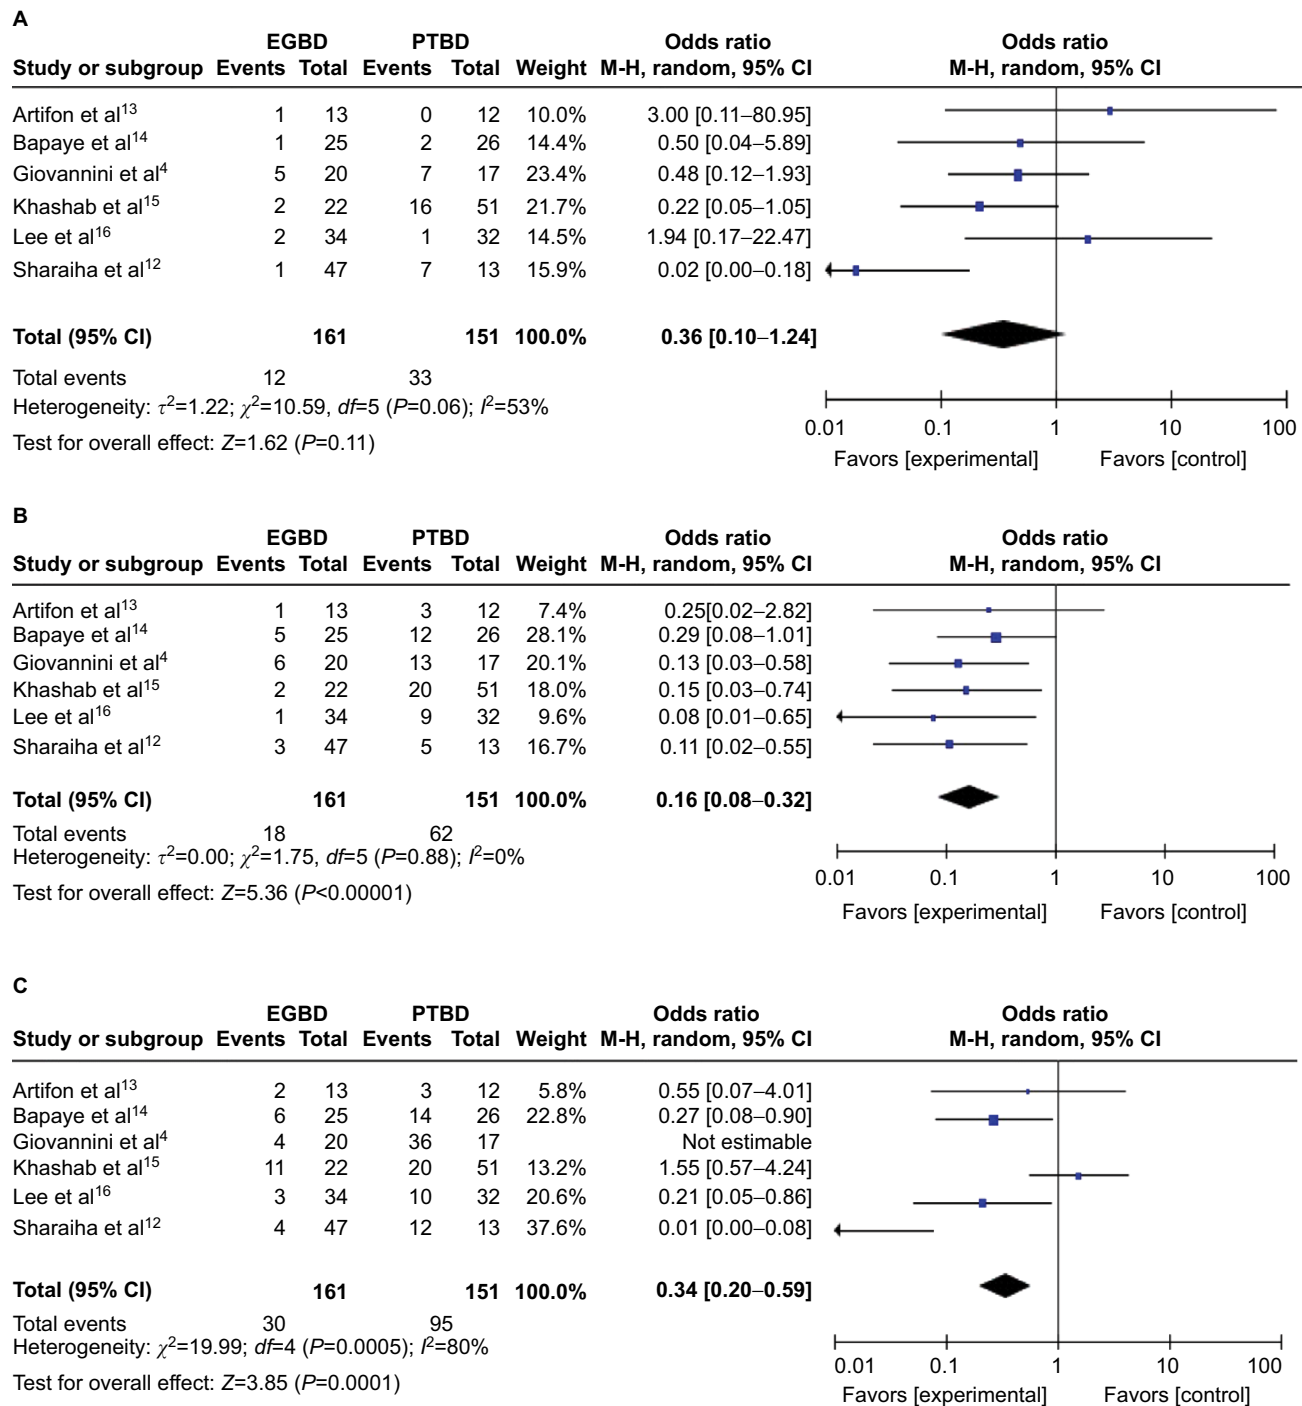 A
EGBD PTBD Odds ratio Odds ratio
Study or subgroup Events Total Events Total Weight M-H, random, 95% CI M-H, random, 95% CI
Artifon et al13 1 13 0 12 10.0% 3.00 [0.11–80.95]
Bapaye et al14 1 25 2 26 14.4% 0.50 [0.04–5.89]
Giovannini et al4 5 20 7 17 23.4% 0.48 [0.12–1.93]
Khashab et al15 2 22 16 51 21.7% 0.22 [0.05–1.05]
Lee et al16 2 34 1 32 14.5% 1.94 [0.17–22.47]
Sharaiha et al12 1 47 7 13 15.9% 0.02 [0.00–0.18]
Total (95% CI) 161 151 100.0% 0.36 [0.10–1.24]
Total events 12 33
Heterogeneity: τ2=1.22; χ2=10.59, df=5 (P=0.06); I2=53%
Test for overall effect: Z=1.62 (P=0.11)
0.01 0.1 1 10 100
Favors [experimental] Favors [control]
B
EGBD PTBD Odds ratio Odds ratio
Study or subgroup Events Total Events Total Weight M-H, random, 95% CI M-H, random, 95% CI
Artifon et al13 1 13 3 12 7.4% 0.25[0.02–2.82]
Bapaye et al14 5 25 12 26 28.1% 0.29 [0.08–1.01]
Giovannini et al4 6 20 13 17 20.1% 0.13 [0.03–0.58]
Khashab et al15 2 22 20 51 18.0% 0.15 [0.03–0.74]
Lee et al16 1 34 9 32 9.6% 0.08 [0.01–0.65]
Sharaiha et al12 3 47 5 13 16.7% 0.11 [0.02–0.55]
Total (95% CI) 161 151 100.0% 0.16 [0.08–0.32]
Total events 18 62
Heterogeneity: τ2=0.00; χ2=1.75, df=5 (P=0.88); I2=0%
Test for overall effect: Z=5.36 (P<0.00001)
0.01 0.1 1 10 100
Favors [experimental] Favors [control]
C
EGBD PTBD Odds ratio Odds ratio
Study or subgroup Events Total Events Total Weight M-H, random, 95% CI M-H, random, 95% CI
Artifon et al13 2 13 3 12 5.8% 0.55 [0.07–4.01]
Bapaye et al14 6 25 14 26 22.8% 0.27 [0.08–0.90]
Giovannini et al4 4 20 36 17 Not estimable
Khashab et al15 11 22 20 51 13.2% 1.55 [0.57–4.24]
Lee et al16 3 34 10 32 20.6% 0.21 [0.05–0.86]
Sharaiha et al12 4 47 12 13 37.6% 0.01 [0.00–0.08]
Total (95% CI) 161 151 100.0% 0.34 [0.20–0.59]
Total events 30 95
Heterogeneity: χ2=19.99; df=4 (P=0.0005); I2=80%
Test for overall effect: Z=3.85 (P=0.0001)
0.01 0.1 1 10 100
Favors [experimental] Favors [control]